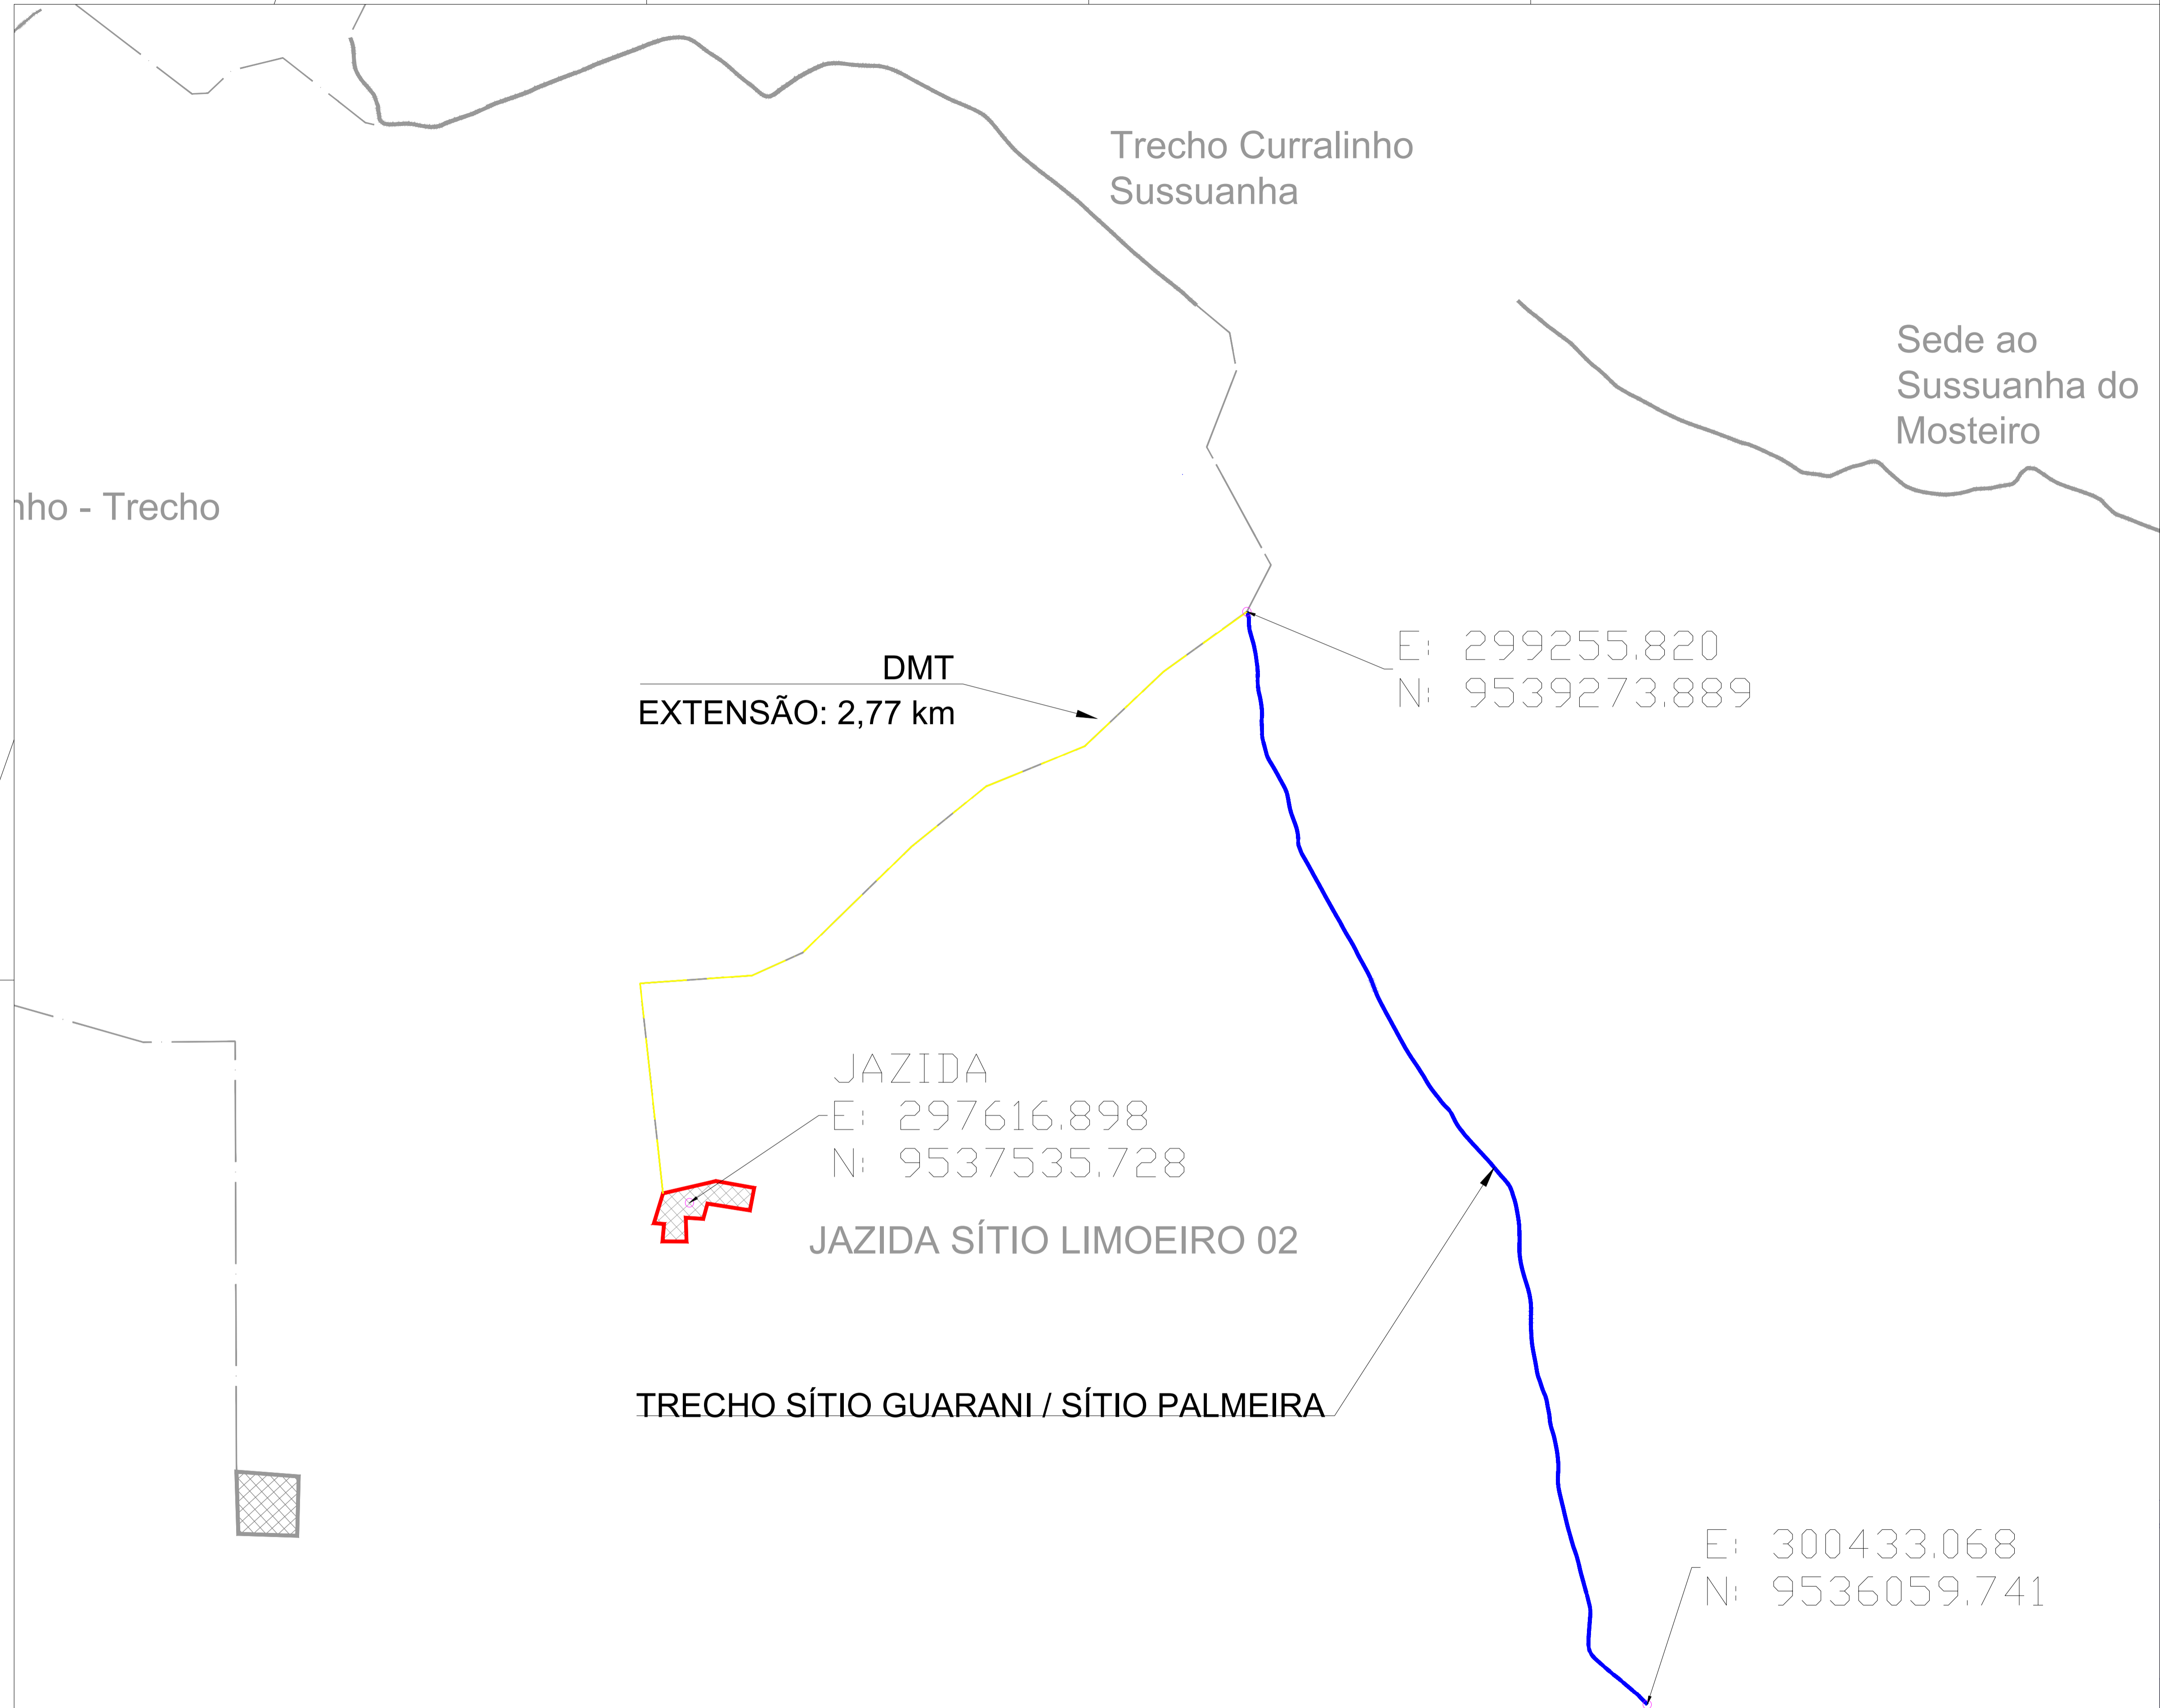 Trecho Curralinho
Sussuanha
Sede ao
Sussuanha do
Mosteiro
nho - Trecho
DMT
EXTENSÃO: 2,77 km
E: 299255.820
N: 9539273.889
JAZIDA
E: 297616.898
N: 9537535.728
JAZIDA SÍTIO LIMOEIRO 02
TRECHO SÍTIO GUARANI / SÍTIO PALMEIRA
E: 300433.068
N: 9536059.741